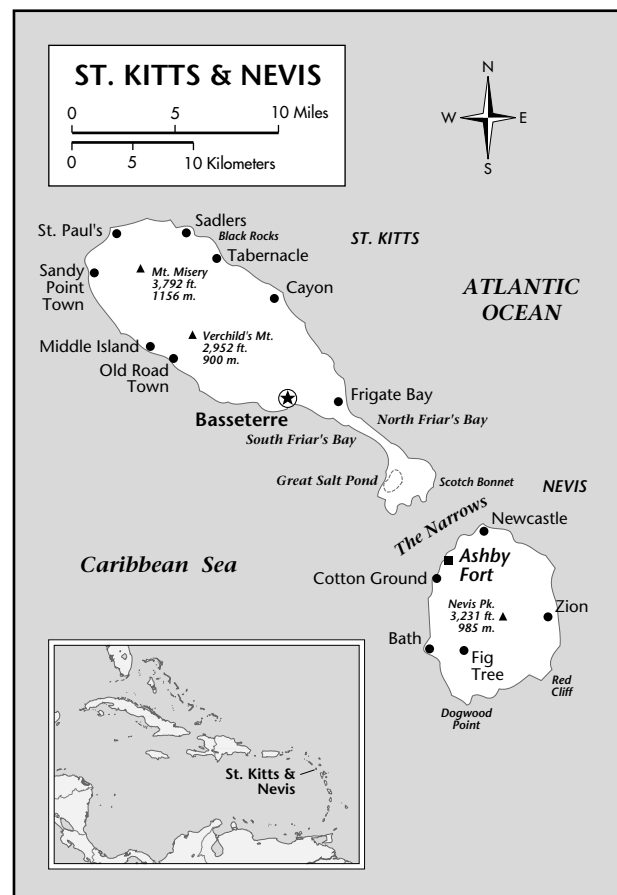 ST. KITTS & NEVIS
0 5 10 Miles
0 5 10 Kilometers
N
W E
S
St. Paul's
Sadlers
Black Rocks
ST. KITTS
Tabernacle
Sandy
Point
Town
Mt. Misery
3,792 ft.
1156 m.
Cayon
ATLANTIC
OCEAN
Verchild's Mt.
2,952 ft.
900 m.
Middle Island
Old Road
Town
Frigate Bay
Basseterre
North Friar's Bay
South Friar's Bay
Great Salt Pond
Scotch Bonnet
NEVIS
The Narrows
Newcastle
Ashby
Fort
Caribbean Sea
Cotton Ground
Nevis Pk.
3,231 ft.
985 m.
Zion
Bath
Fig
Tree
Red
Cliff
Dogwood
Point
St. Kitts &
Nevis